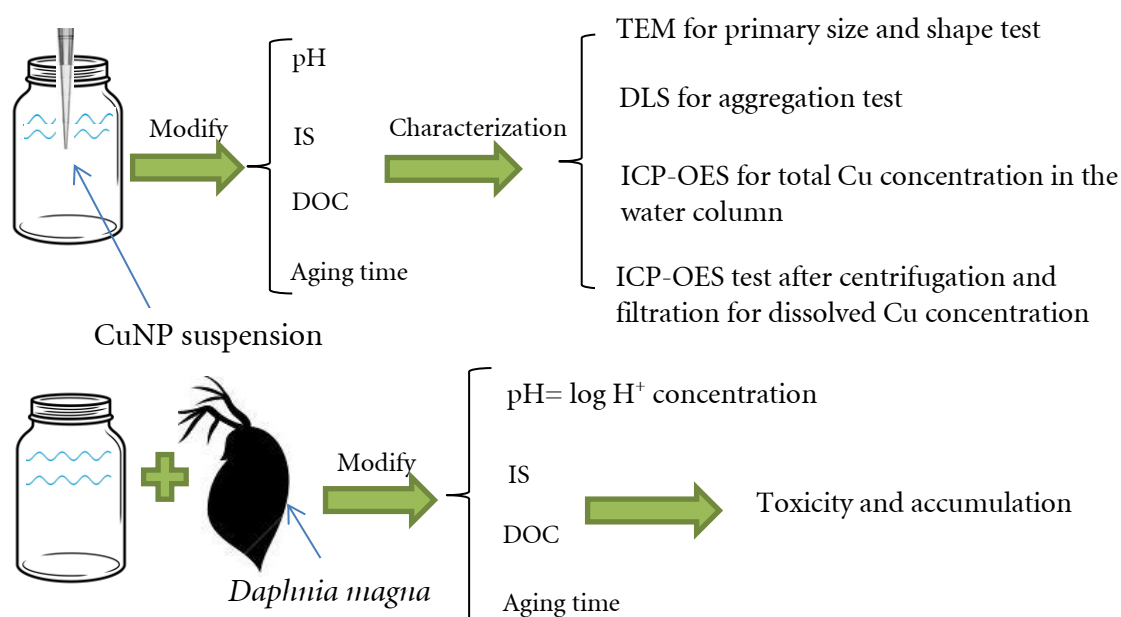 TEM for primary size and shape test
pH
DLS for aggregation test
Modify
Characterization
IS
ICP-OES for total Cu concentration in the
water column
DOC
Aging time
ICP-OES test after centrifugation and
filtration for dissolved Cu concentration
CuNP suspension
pH= log H⁺ concentration
Modify
IS
Toxicity and accumulation
DOC
Daphnia magna
Aging time